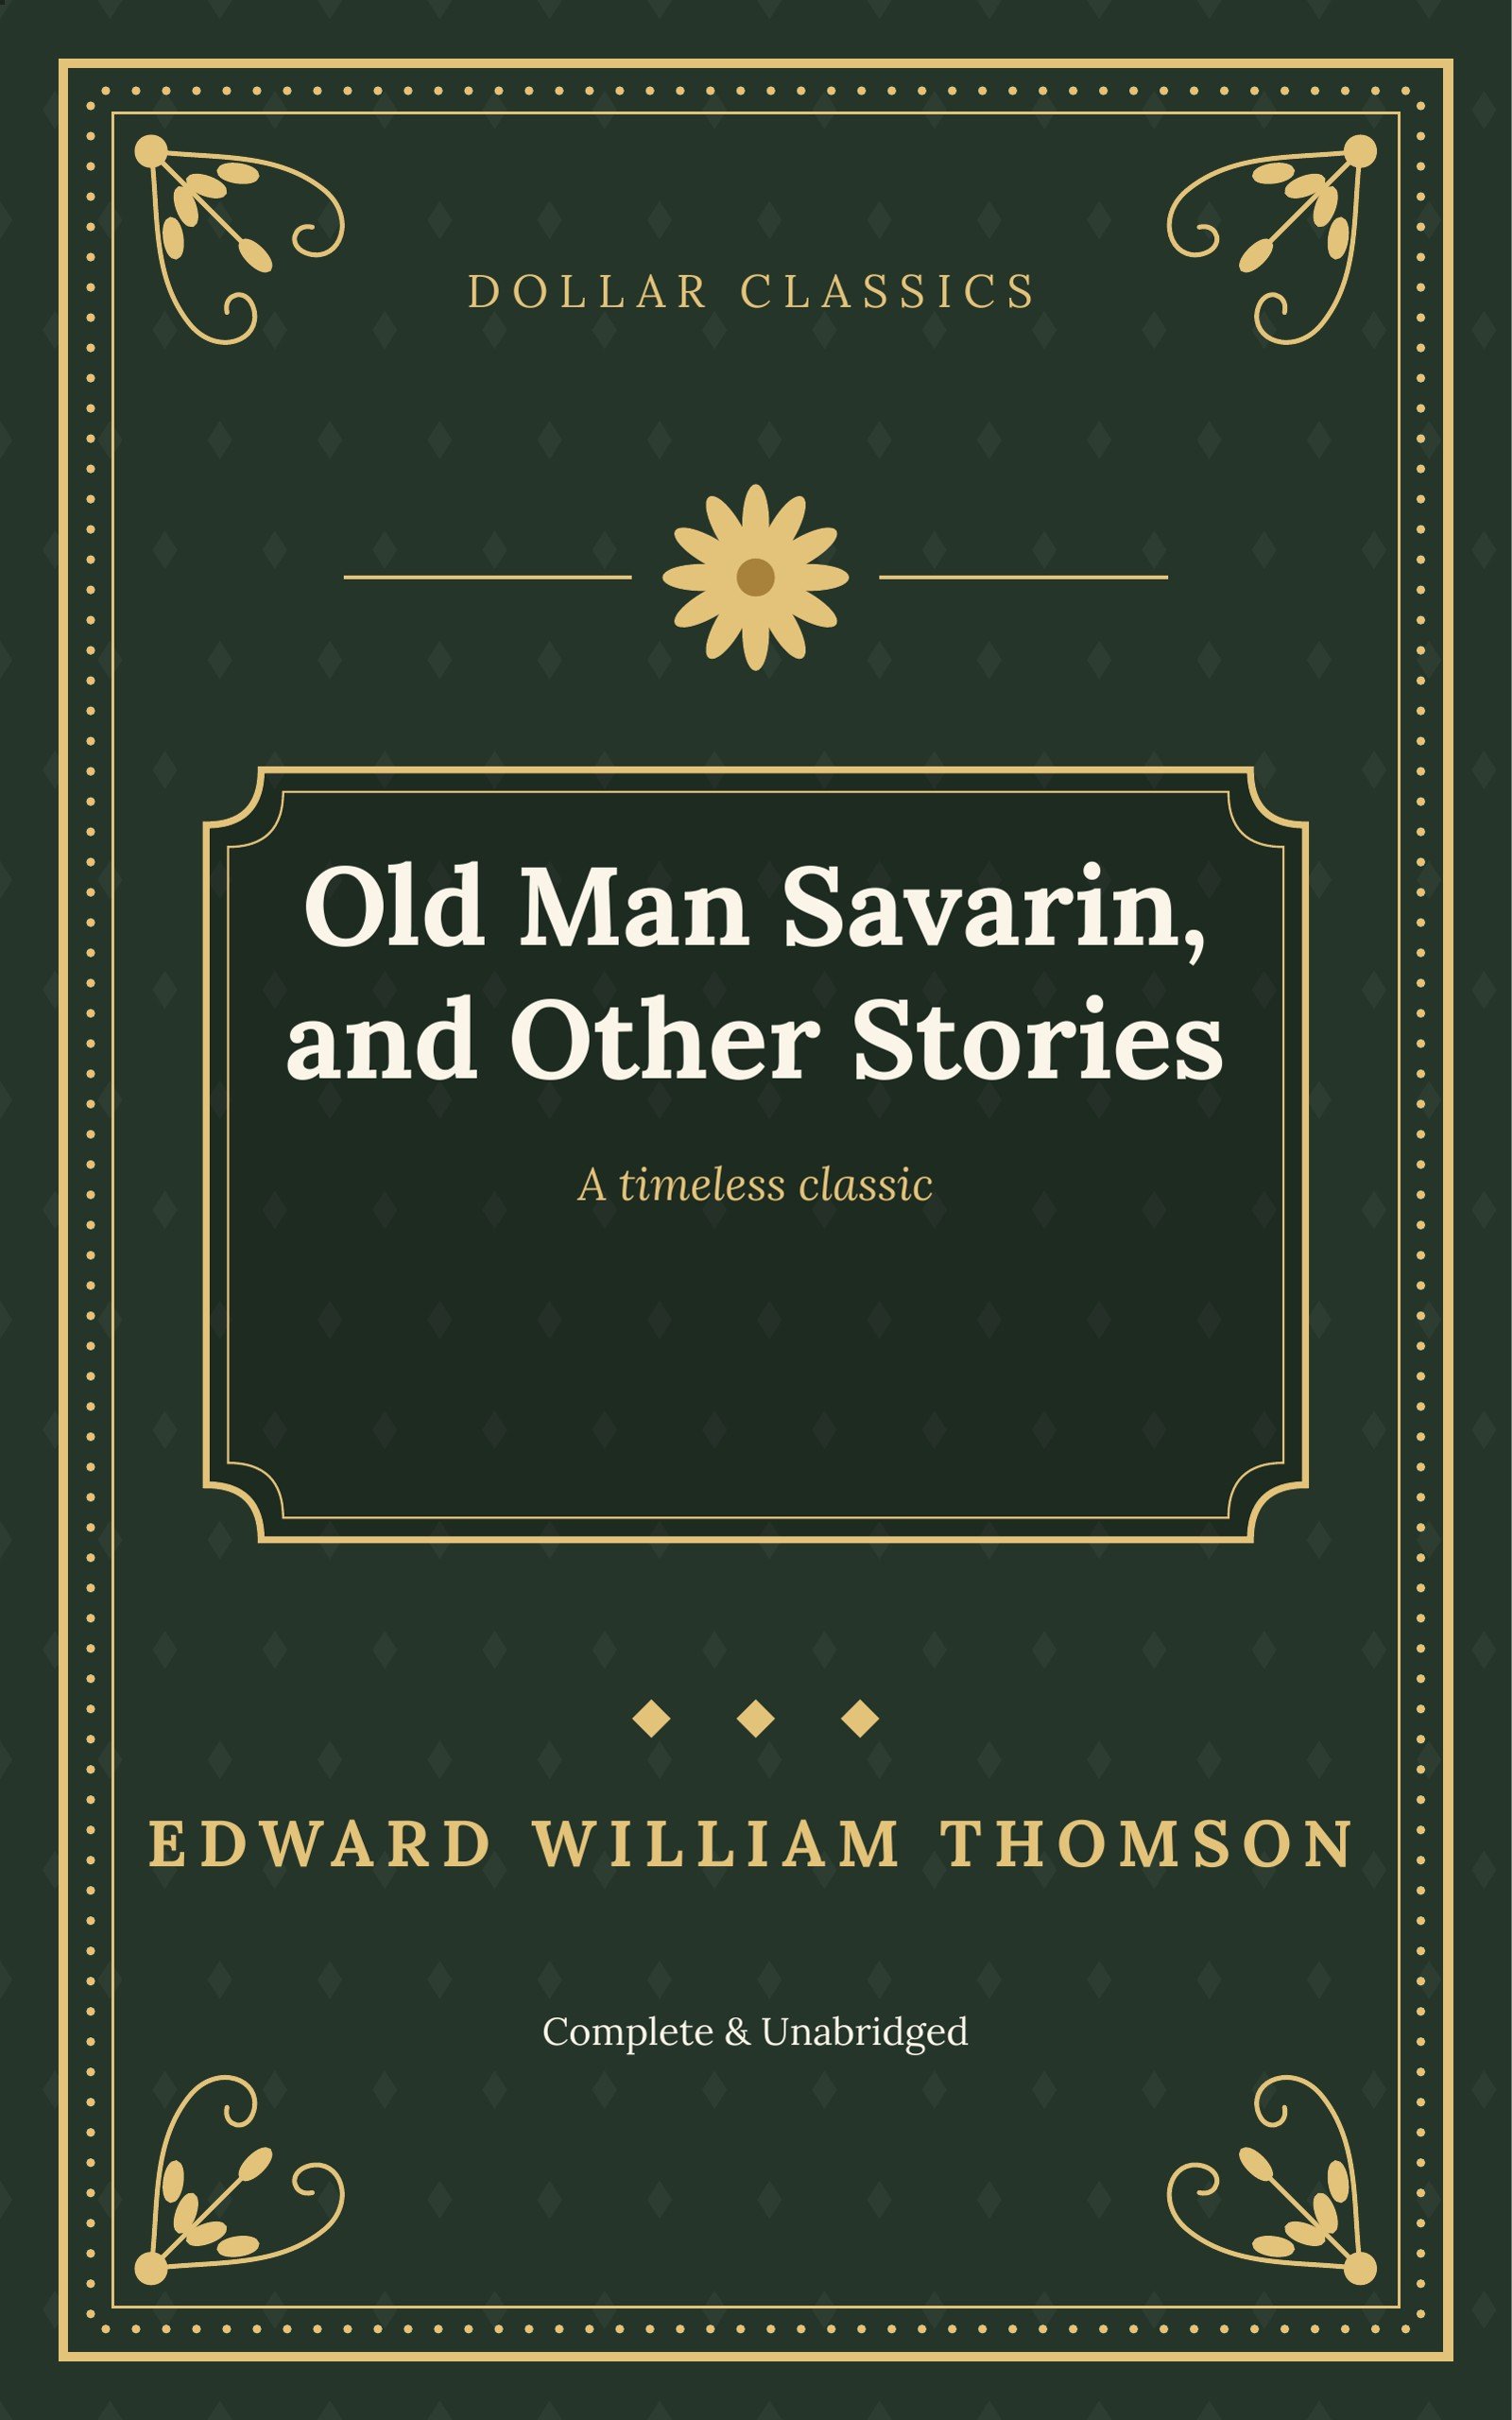 DOLLAR CLASSICS
Old Man Savarin,
and Other Stories
A timeless classic
EDWARD WILLIAM THOMSON
Complete & Unabridged